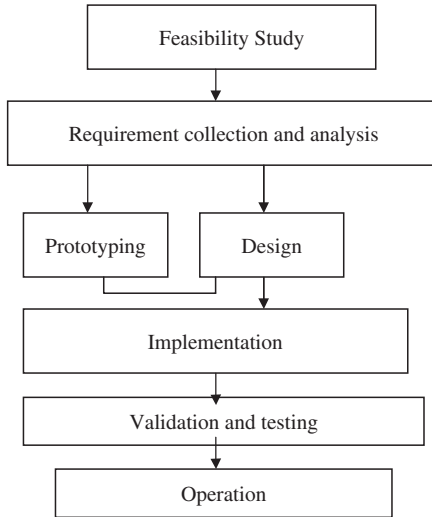 Feasibility Study
Requirement collection and analysis
Prototyping
Design
Implementation
Validation and testing
Operation